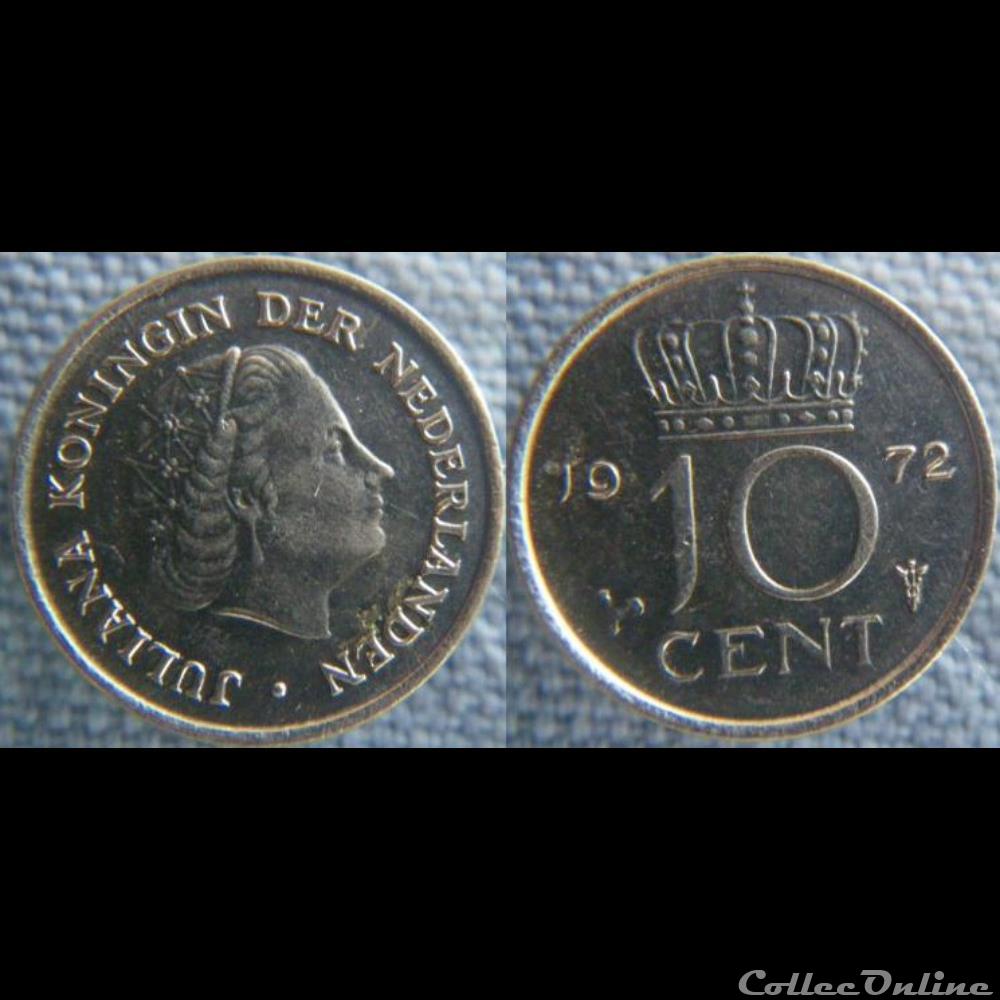 JULIANA KONINGIN DER NEDERLANDEN
19 72
10
CENT
CollecOnline